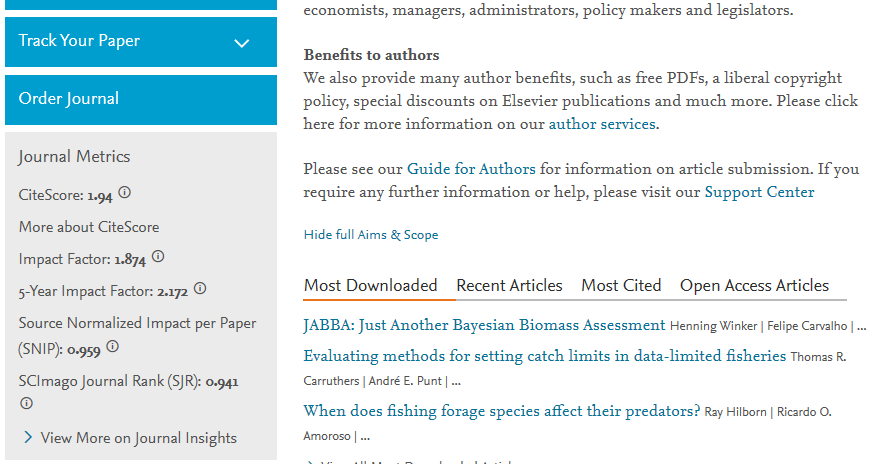 Track Your Paper
Order Journal
Journal Metrics
CiteScore: 1.94
More about CiteScore
Impact Factor: 1.874
5-Year Impact Factor: 2.172
Source Normalized Impact per Paper
(SNIP): 0.959
SCImago Journal Rank (SJR): 0.941
View More on Journal Insights
economists, managers, administrators, policy makers and legislators.
Benefits to authors
We also provide many author benefits, such as free PDFs, a liberal copyright
policy, special discounts on Elsevier publications and much more. Please click
here for more information on our author services.
Please see our Guide for Authors for information on article submission. If you
require any further information or help, please visit our Support Center
Hide full Aims & Scope
Most Downloaded Recent Articles Most Cited Open Access Articles
JABBA: Just Another Bayesian Biomass Assessment Henning Winker | Felipe Carvalho | ...
Evaluating methods for setting catch limits in data-limited fisheries Thomas R.
Carruthers | André E. Punt | ...
When does fishing forage species affect their predators? Ray Hilborn | Ricardo O.
Amoroso | ...